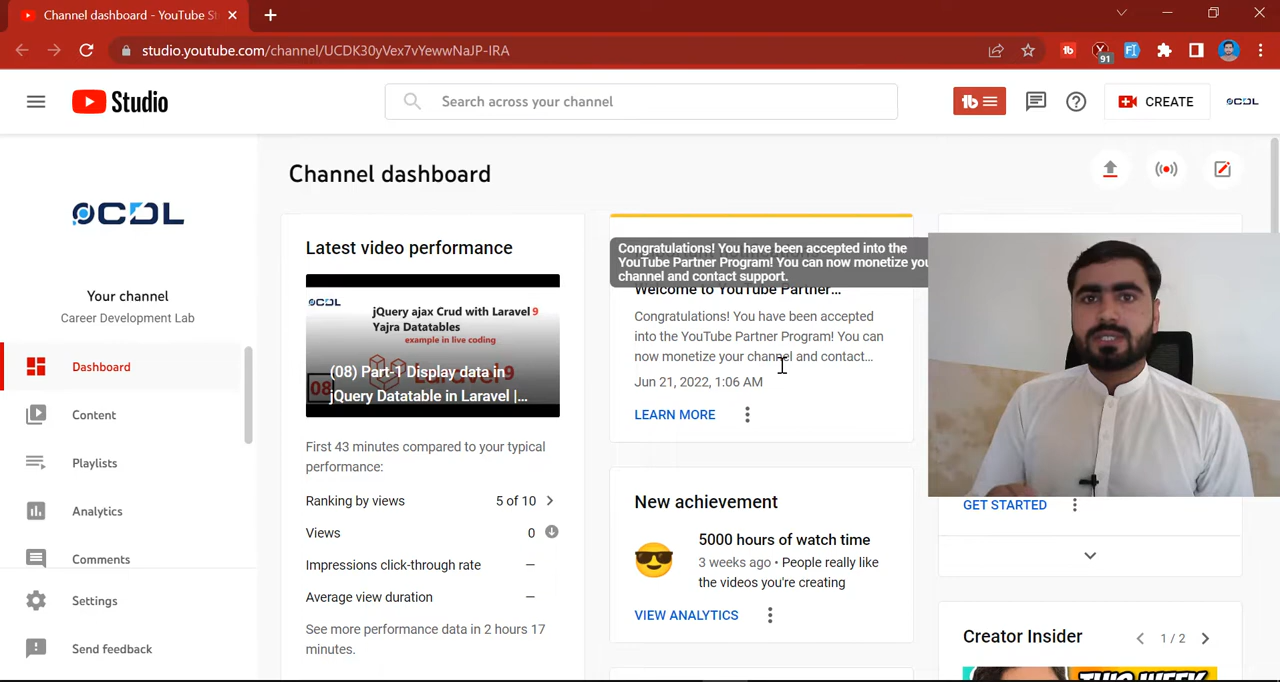 Channel dashboard - YouTube St
studio.youtube.com/channel/UCDK30yVex7vYewwNaJP-IRA
91
Studio
Search across your channel
CREATE
CDL
CDL
Your channel
Career Development Lab
Dashboard
Content
Playlists
Analytics
Comments
Settings
Send feedback
Channel dashboard
Latest video performance
CDL
jQuery ajax Crud with Laravel 9
Yajra Datatables
example in live coding
08
(08) Part-1 Display data in
jQuery Datatable in Laravel |...
First 43 minutes compared to your typical
performance:
Ranking by views 5 of 10
Views 0
Impressions click-through rate —
Average view duration —
See more performance data in 2 hours 17
minutes.
Congratulations! You have been accepted into the
YouTube Partner Program! You can now monetize you
channel and contact support.
Welcome to YouTube Partner...
Congratulations! You have been accepted
into the YouTube Partner Program! You can
now monetize your channel and contact...
Jun 21, 2022, 1:06 AM
LEARN MORE
New achievement
5000 hours of watch time
3 weeks ago • People really like
the videos you're creating
VIEW ANALYTICS
GET STARTED
Creator Insider
1 / 2
THIS WEEK